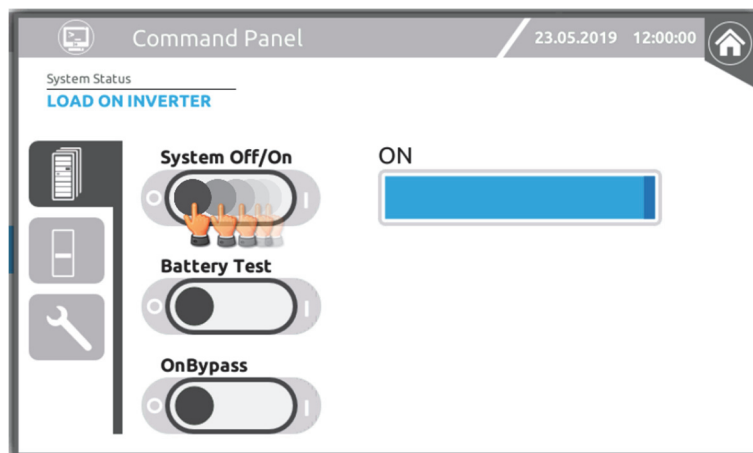 Command Panel
23.05.2019 12:00:00
System Status
LOAD ON INVERTER
System Off/On
ON
Battery Test
OnBypass